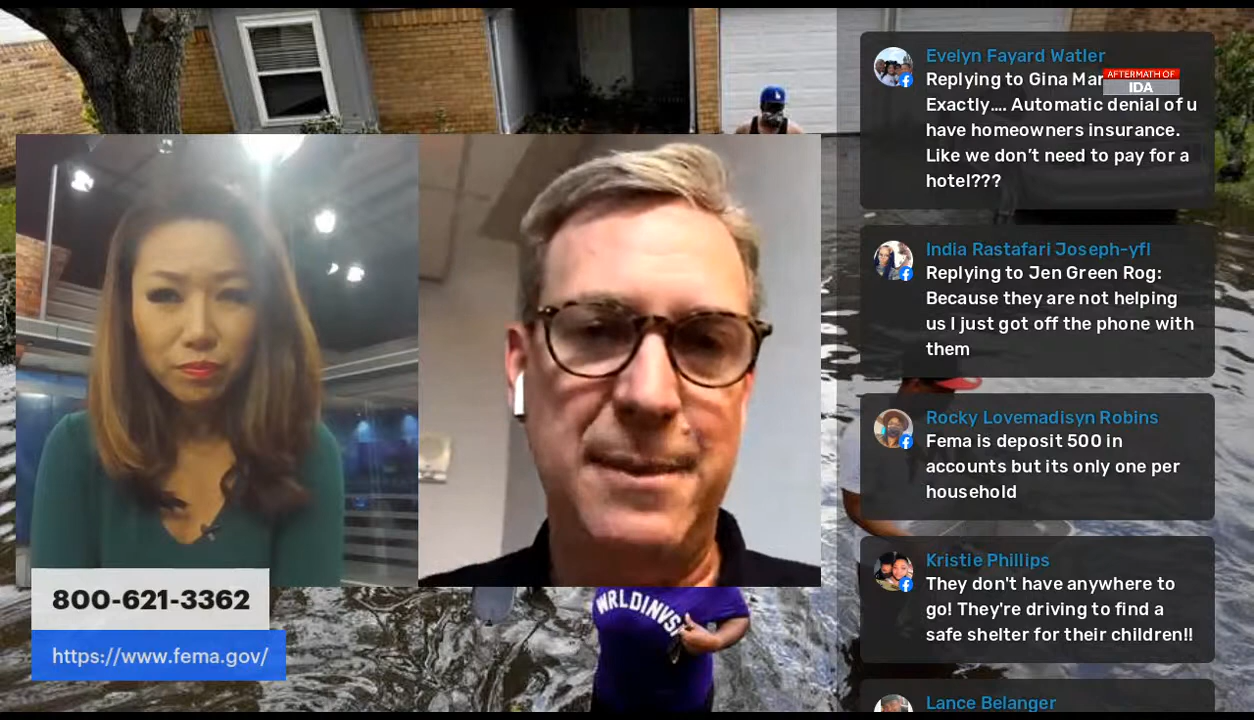 Evelyn Fayard Watler
Replying to Gina Mar
AFTERMATH OF
IDA
Exactly.... Automatic denial of u
have homeowners insurance.
Like we don't need to pay for a
hotel???
India Rastafari Joseph-yfl
Replying to Jen Green Rog:
Because they are not helping
us I just got off the phone with
them
Rocky Lovemadisyn Robins
Fema is deposit 500 in
accounts but its only one per
household
Kristie Phillips
They don't have anywhere to
go! They're driving to find a
safe shelter for their children!!
Lance Belanger
800-621-3362
https://www.fema.gov/
WRLDINVSN